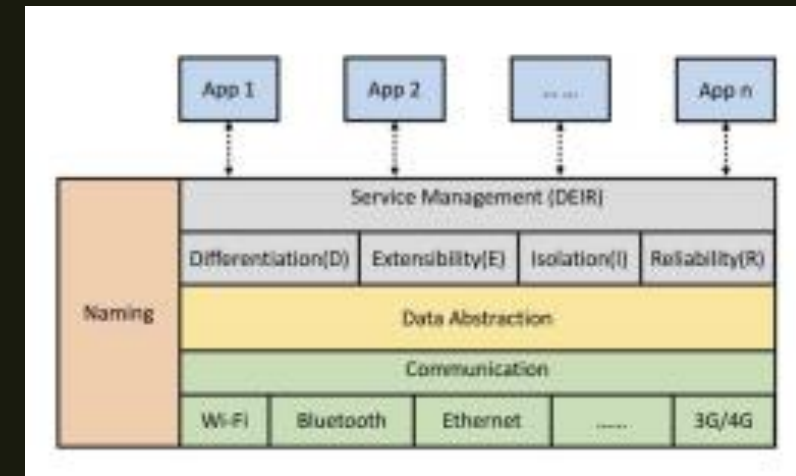 App 1 App 2 ... ... App n
Service Management (DEIR)
Differentiation(D) Extensibility(E) Isolation(I) Reliability(R)
Naming
Data Abstraction
Communication
Wi-Fi Bluetooth Ethernet ...... 3G/4G